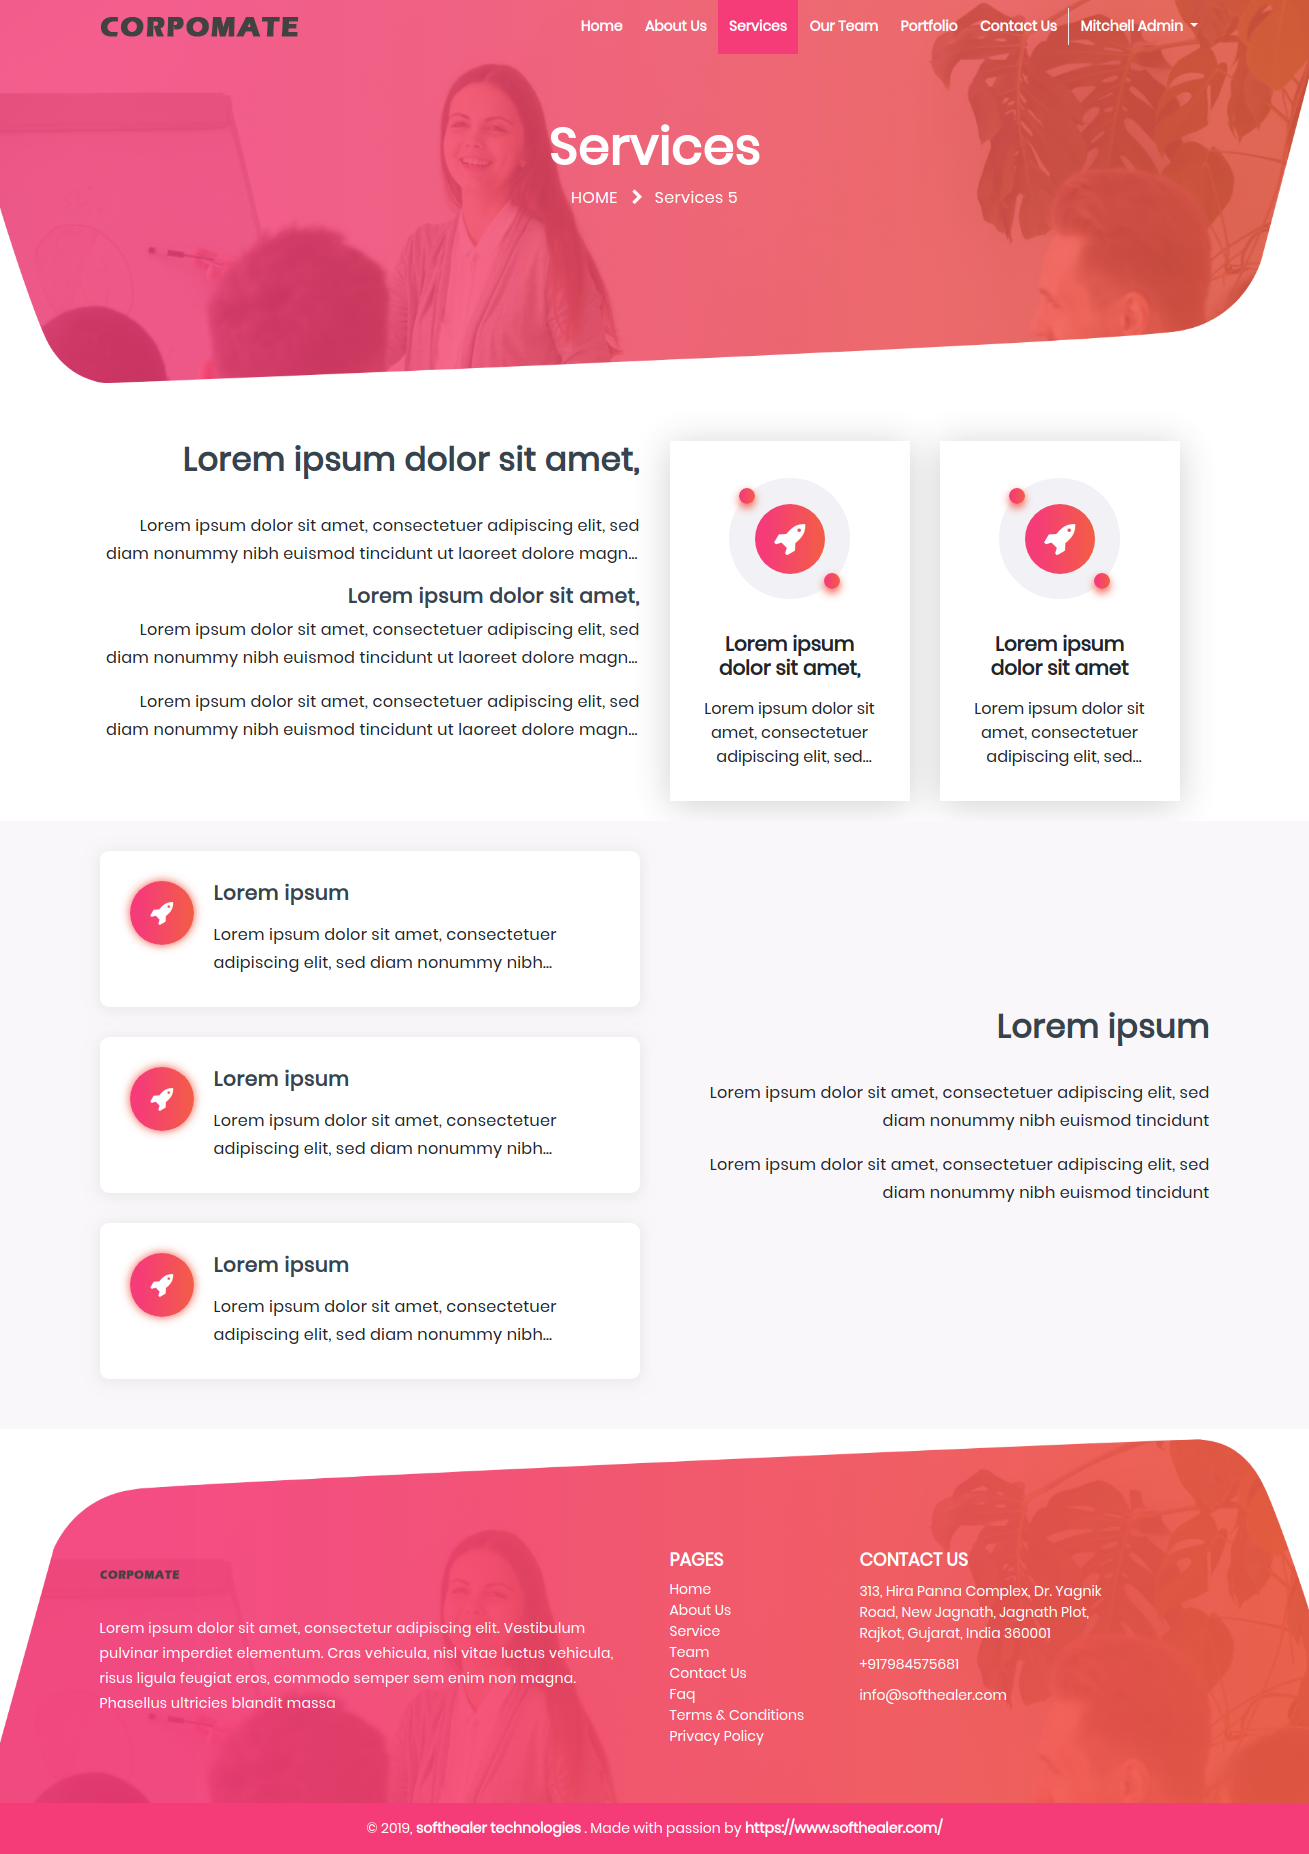 CORPOMATE
Home About Us Services Our Team Portfolio Contact Us Mitchell Admin
Services
HOME Services 5
Lorem ipsum dolor sit amet,
Lorem ipsum dolor sit amet, consectetuer adipiscing elit, sed
diam nonummy nibh euismod tincidunt ut laoreet dolore magn...
Lorem ipsum dolor sit amet,
Lorem ipsum dolor sit amet, consectetuer adipiscing elit, sed
diam nonummy nibh euismod tincidunt ut laoreet dolore magn...
Lorem ipsum dolor sit amet, consectetuer adipiscing elit, sed
diam nonummy nibh euismod tincidunt ut laoreet dolore magn...
Lorem ipsum
dolor sit amet,
Lorem ipsum dolor sit
amet, consectetuer
adipiscing elit, sed...
Lorem ipsum
dolor sit amet
Lorem ipsum dolor sit
amet, consectetuer
adipiscing elit, sed...
Lorem ipsum
Lorem ipsum dolor sit amet, consectetuer
adipiscing elit, sed diam nonummy nibh...
Lorem ipsum
Lorem ipsum dolor sit amet, consectetuer
adipiscing elit, sed diam nonummy nibh...
Lorem ipsum
Lorem ipsum dolor sit amet, consectetuer
adipiscing elit, sed diam nonummy nibh...
Lorem ipsum
Lorem ipsum dolor sit amet, consectetuer adipiscing elit, sed
diam nonummy nibh euismod tincidunt
Lorem ipsum dolor sit amet, consectetuer adipiscing elit, sed
diam nonummy nibh euismod tincidunt
CORPOMATE
Lorem ipsum dolor sit amet, consectetur adipiscing elit. Vestibulum
pulvinar imperdiet elementum. Cras vehicula, nisl vitae luctus vehicula,
risus ligula feugiat eros, commodo semper sem enim non magna.
Phasellus ultricies blandit massa
PAGES
Home
About Us
Service
Team
Contact Us
Faq
Terms & Conditions
Privacy Policy
CONTACT US
313, Hira Panna Complex, Dr. Yagnik
Road, New Jagnath, Jagnath Plot,
Rajkot, Gujarat, India 360001
+917984575681
info@softhealer.com
© 2019, softhealer technologies . Made with passion by https://www.softhealer.com/